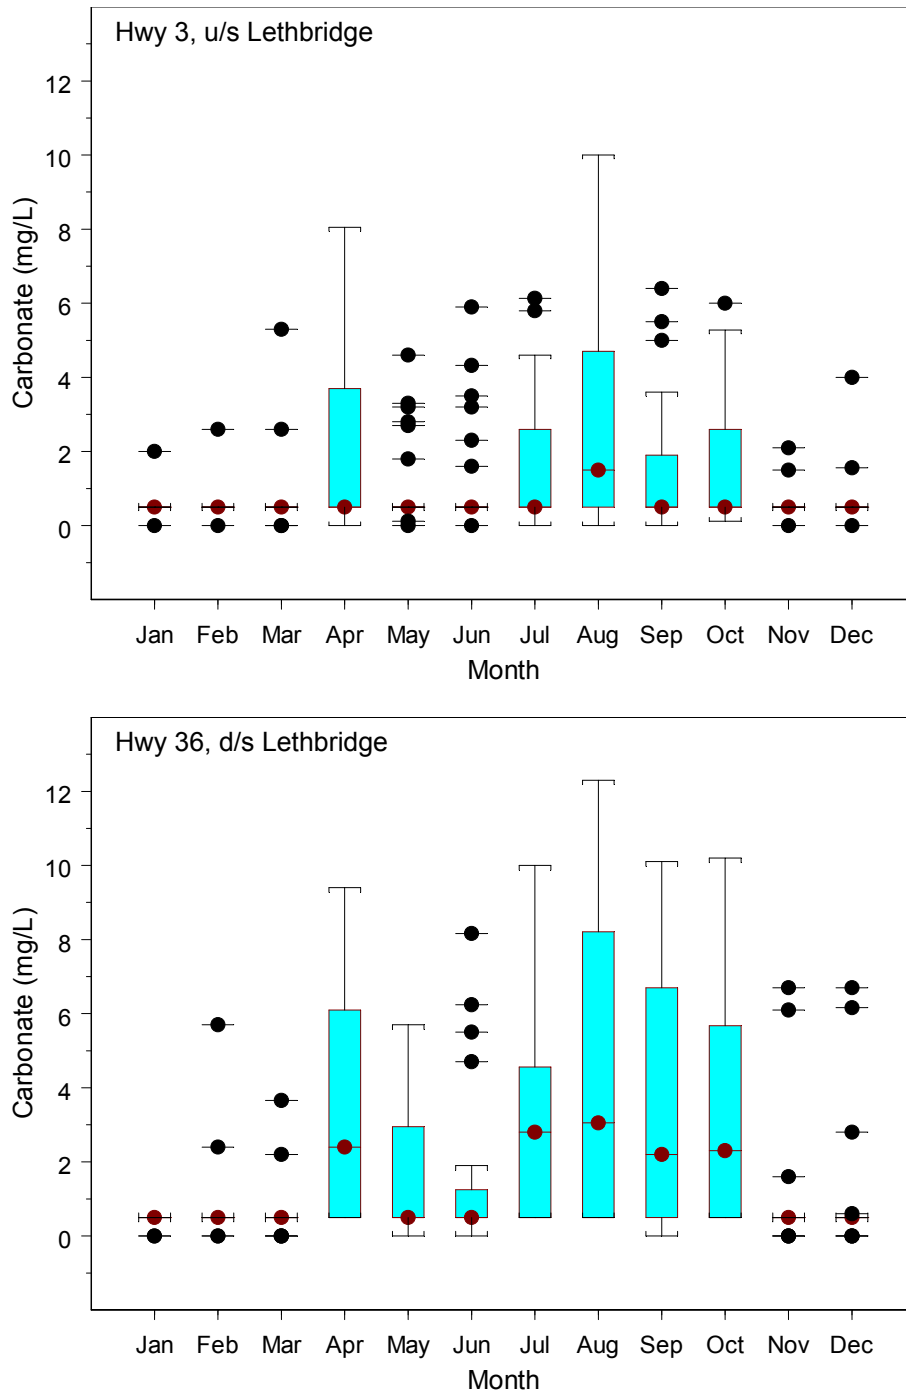 Hwy 3, u/s Lethbridge
12
10
8
6
4
2
0
Carbonate (mg/L)
Jan Feb Mar Apr May Jun Jul Aug Sep Oct Nov Dec
Month
Hwy 36, d/s Lethbridge
12
10
8
6
4
2
0
Carbonate (mg/L)
Jan Feb Mar Apr May Jun Jul Aug Sep Oct Nov Dec
Month